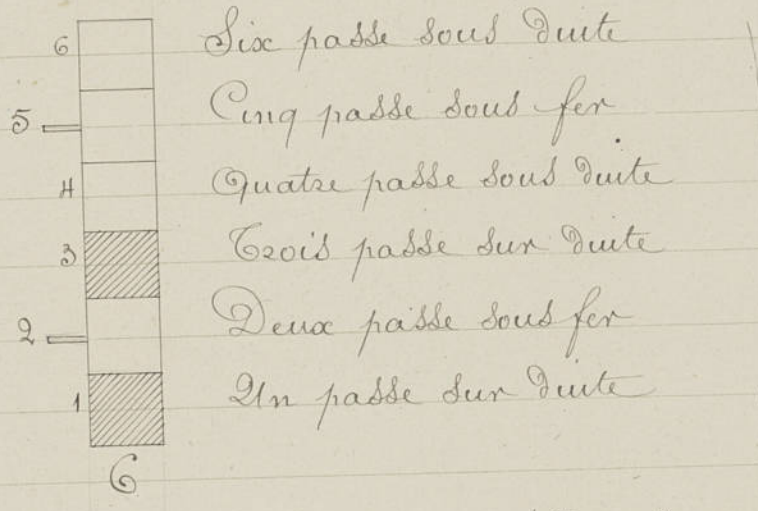 6 Six passe sous duite
5 Cinq passe sous fer
4 Quatre passe sous duite
3 Trois passe sur duite
2 Deux passe sous fer
1 Un passe sur duite
6